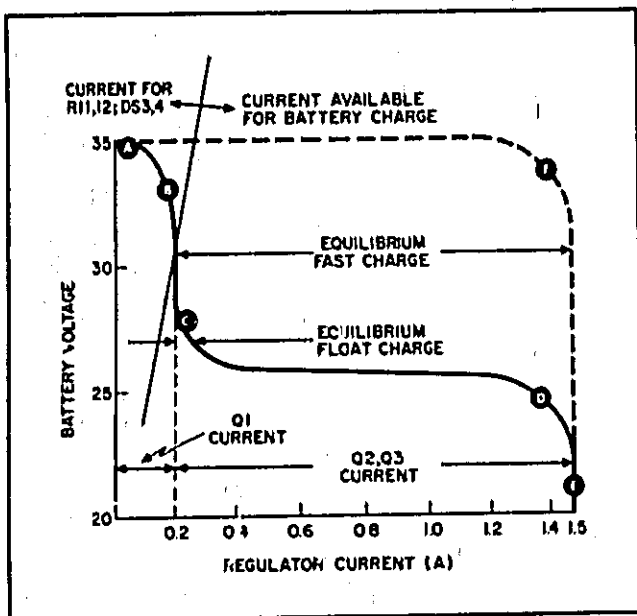 CURRENT FOR
R11,12;DS3,4
CURRENT AVAILABLE
FOR BATTERY CHARGE
35
A
B
F
30
EQUILIBRIUM
FAST CHARGE
C
EQUILIBRIUM
FLOAT CHARGE
25
D
Q1
CURRENT
Q2,Q3
CURRENT
E
20
0.2
0.4
0.6
0.8
1.0
1.2
1.4
1.5
BATTERY VOLTAGE
REGULATOR CURRENT (A)